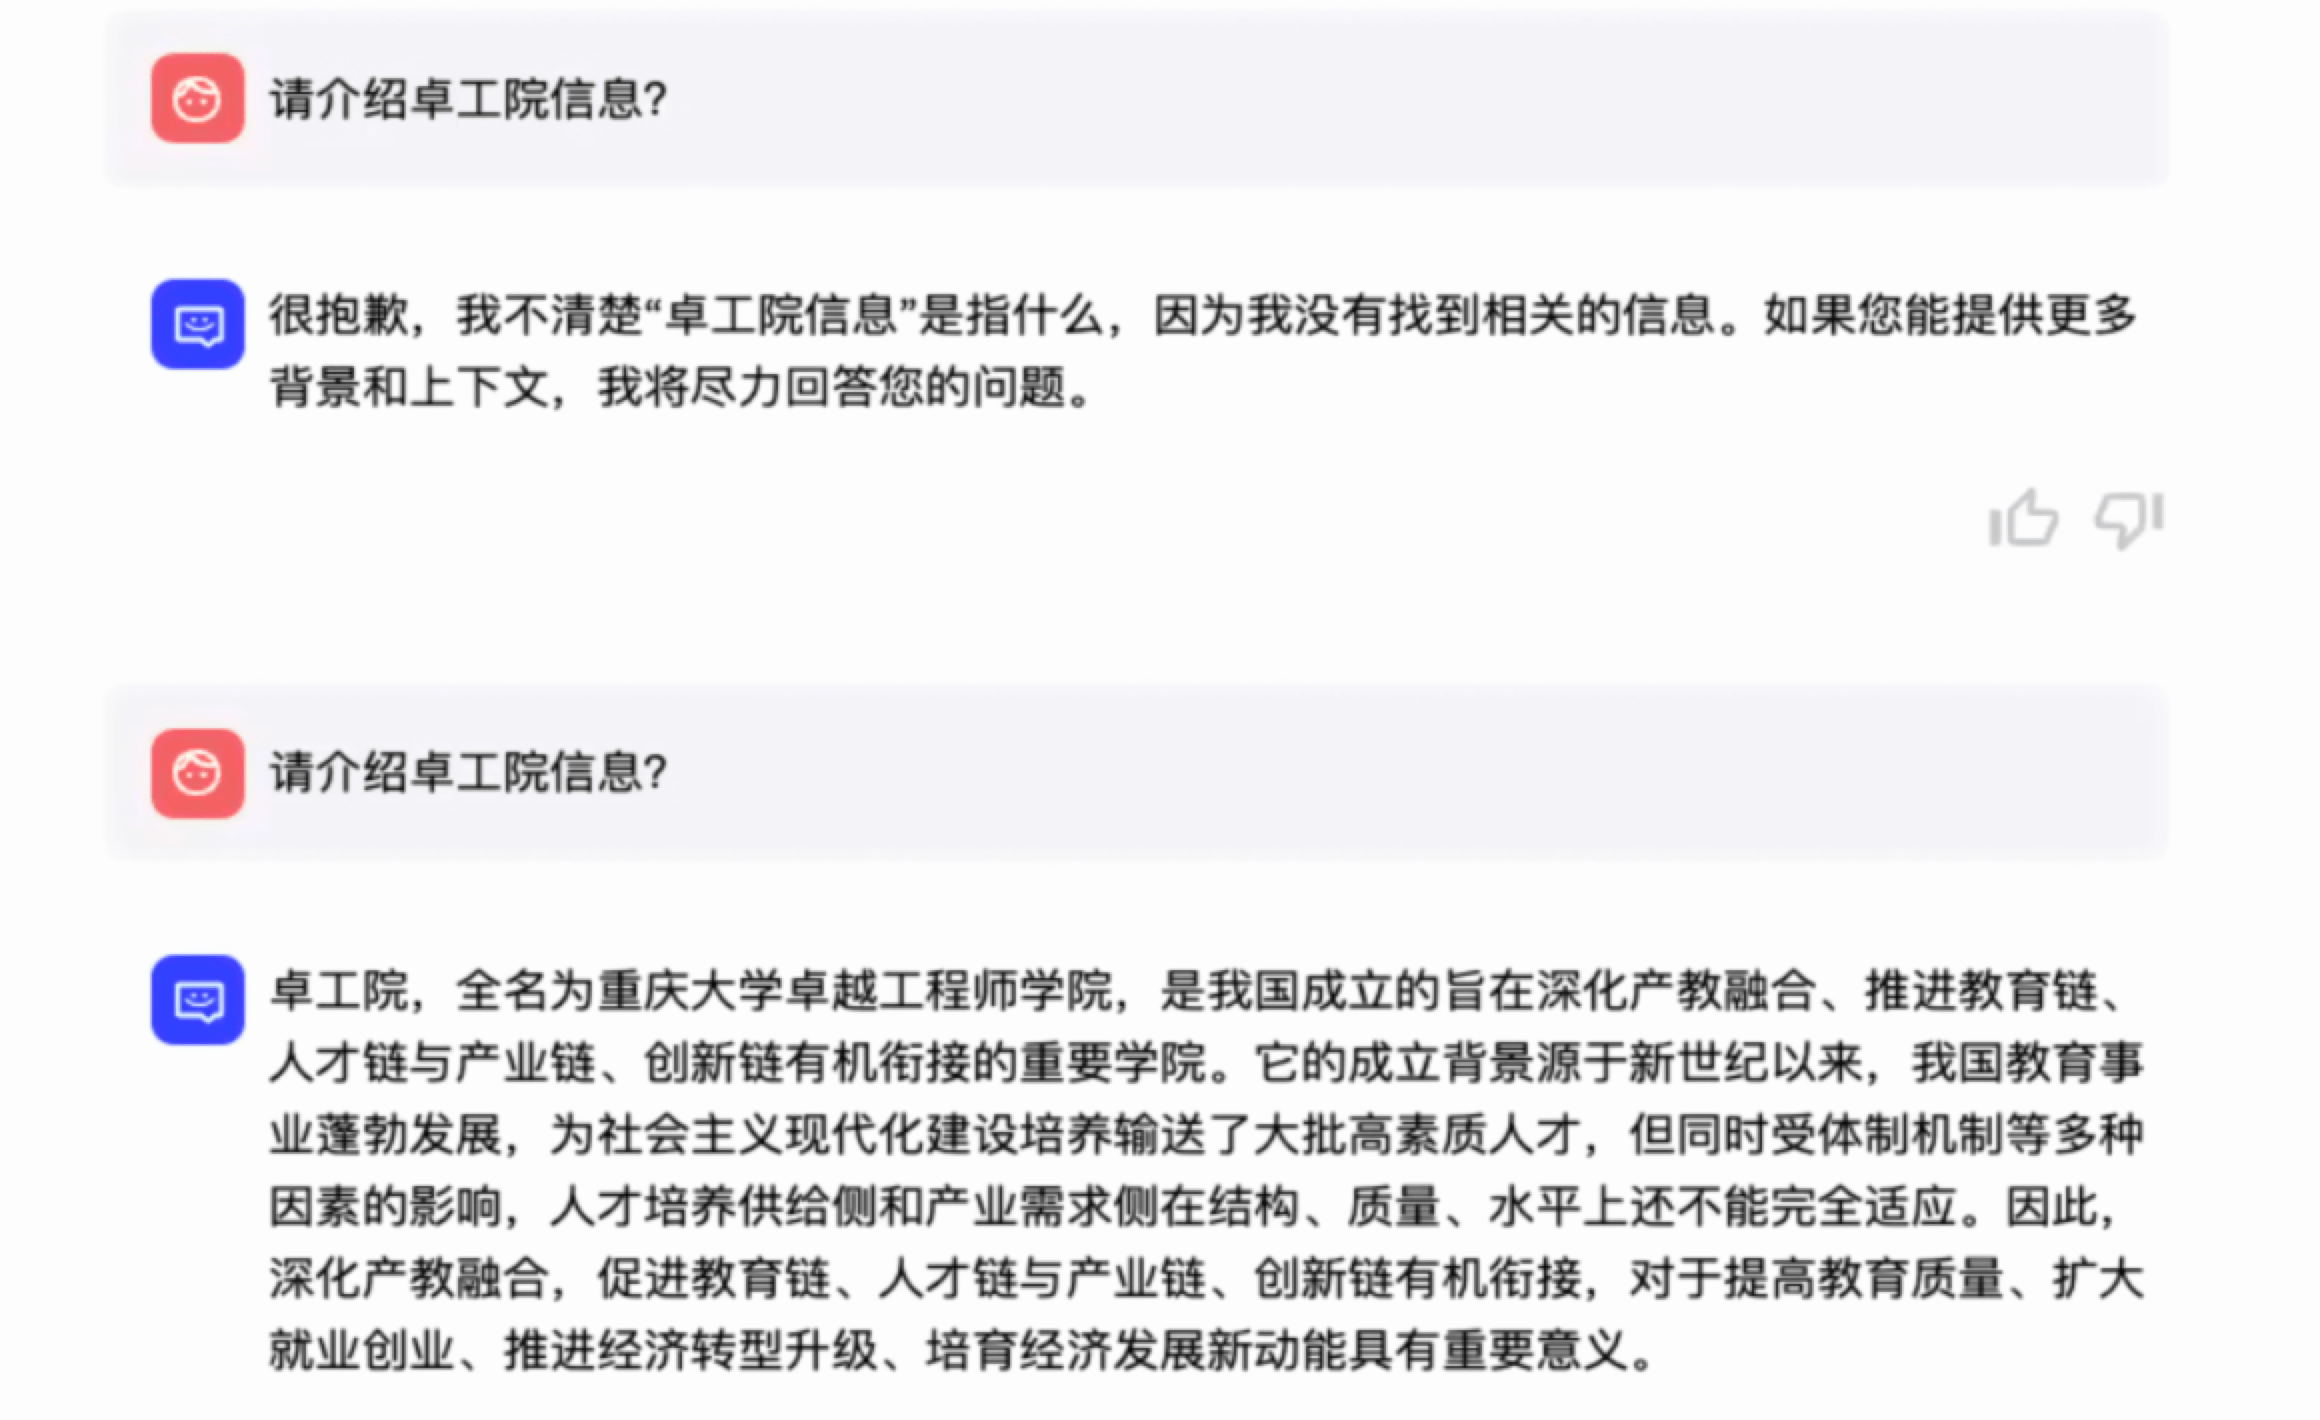 请介绍卓工院信息?
很抱歉，我不清楚“卓工院信息”是指什么，因为我没有找到相关的信息。如果您能提供更多
背景和上下文，我将尽力回答您的问题。
请介绍卓工院信息?
卓工院，全名为重庆大学卓越工程师学院，是我国成立的旨在深化产教融合、推进教育链、
人才链与产业链、创新链有机衔接的重要学院。它的成立背景源于新世纪以来，我国教育事
业蓬勃发展，为社会主义现代化建设培养输送了大批高素质人才，但同时受体制机制等多种
因素的影响，人才培养供给侧和产业需求侧在结构、质量、水平上还不能完全适应。因此，
深化产教融合，促进教育链、人才链与产业链、创新链有机衔接，对于提高教育质量、扩大
就业创业、推进经济转型升级、培育经济发展新动能具有重要意义。